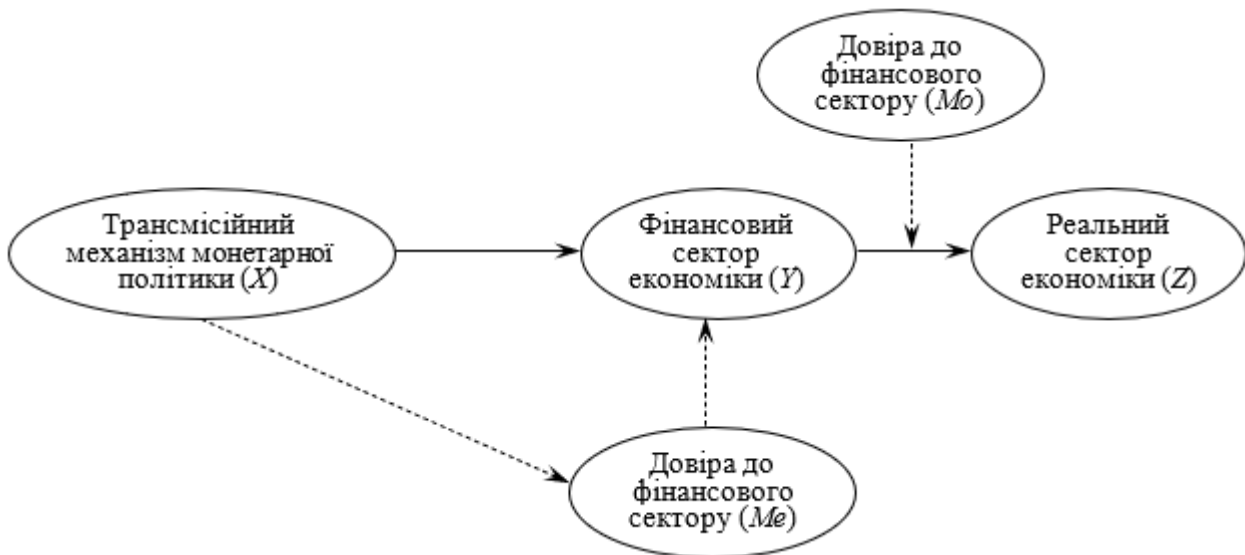 Довіра до
фінансового
сектору (Mo)
Трансмісійний
механізм монетарної
політики (X)
Фінансовий
сектор
економіки (Y)
Реальний
сектор
економіки (Z)
Довіра до
фінансового
сектору (Me)